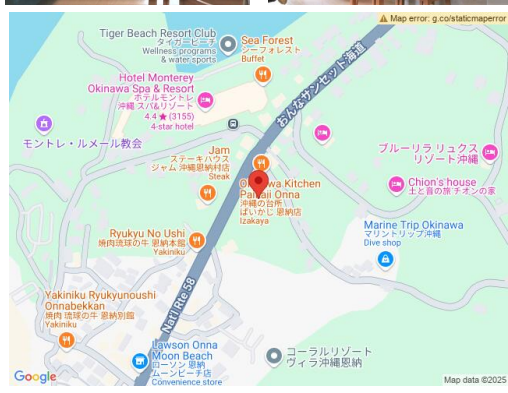 Map error: g.co/staticmaperror
Tiger Beach Resort Club
タイガービーチ
Wellness programs
& water sports
Sea Forest
シーフォレスト
Buffet
おんなサンセット海道
Hotel Monterey
Okinawa Spa & Resort
ホテルモントレ
沖縄 スパ&リゾート
4.4★(3155)
4-star hotel
モントレ・ルメール教会
Jam
ステーキハウス
ジャム 沖縄恩納村店
Steak
ブルーリラ リュクス
リゾート沖縄
Kitchen
Onna
沖縄の台所
ぱいかじ 恩納店
Izakaya
Chion's house
土と音の旅 チオンの家
Ryukyu No Ushi
焼肉琉球の牛 恩納本館
Yakiniku
Marine Trip Okinawa
マリントリップ沖縄
Dive shop
Nat'l Rte 58
Yakiniku Ryukyunoushi
Onnabekkan
焼肉 琉球の牛 恩納別館
Yakiniku
Lawson Onna
Moon Beach
ローソン 恩納
ムーンビーチ店
Convenience store
コーラルリゾート
ヴィラ沖縄恩納
Google
Map data ©2025